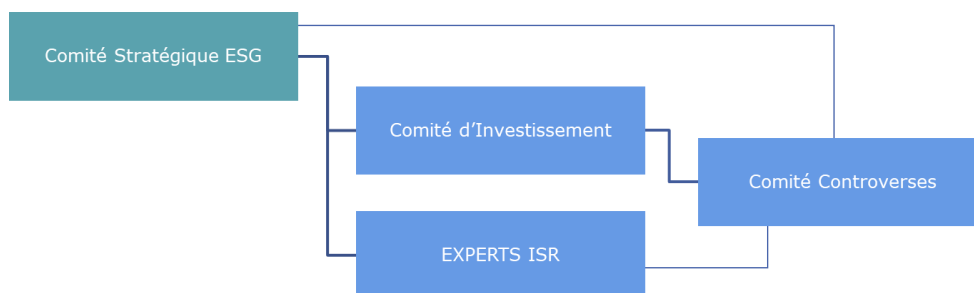 Comité Stratégique ESG
Comité d’Investissement
Comité Controverses
EXPERTS ISR